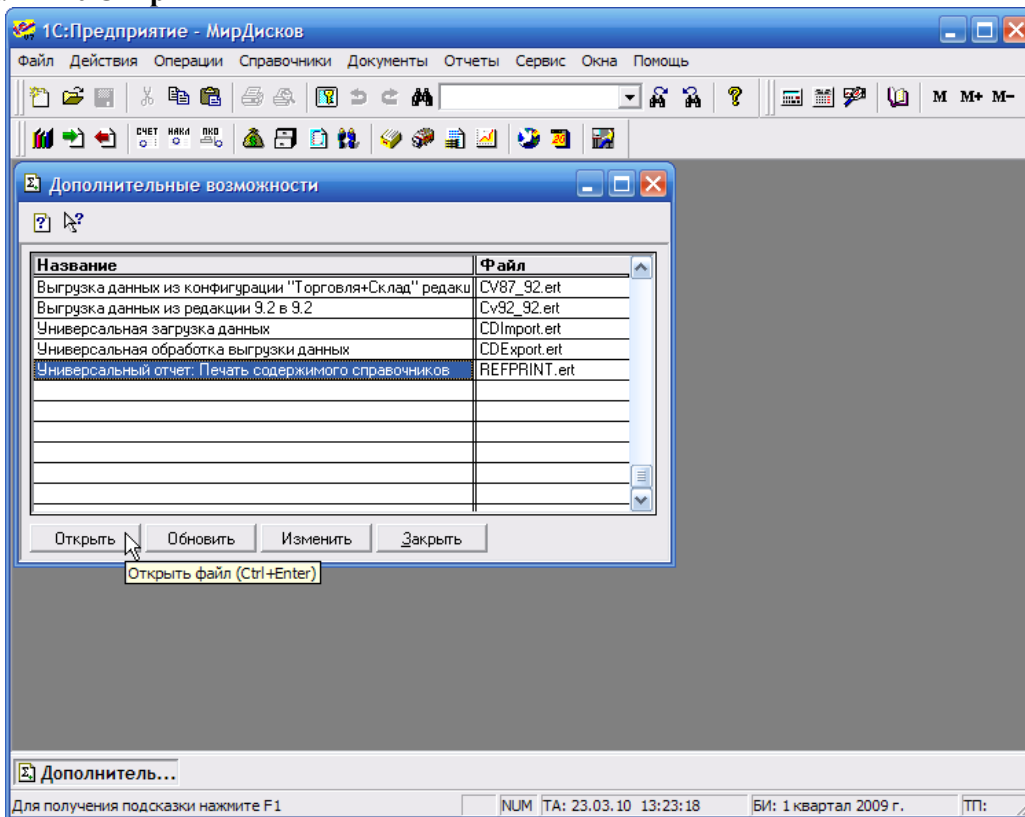 1С:Предприятие - МирДисков
Файл Действия Операции Справочники Документы Отчеты Сервис Окна Помощь
M M+ M-
СЧЕТ НАКЛ ПКО
Дополнительные возможности
Название Файл
Выгрузка данных из конфигурации "Торговля+Склад" редакц CV87_92.ert
Выгрузка данных из редакции 9.2 в 9.2 Cv92_92.ert
Универсальная загрузка данных CDImport.ert
Универсальная обработка выгрузки данных CDExport.ert
Универсальный отчет: Печать содержимого справочников REFPRINT.ert
Открыть Обновить Изменить Закрыть
Открыть файл (Ctrl+Enter)
Дополнитель...
Для получения подсказки нажмите F1 NUM TA: 23.03.10 13:23:18 БИ: 1 квартал 2009 г. ТП: